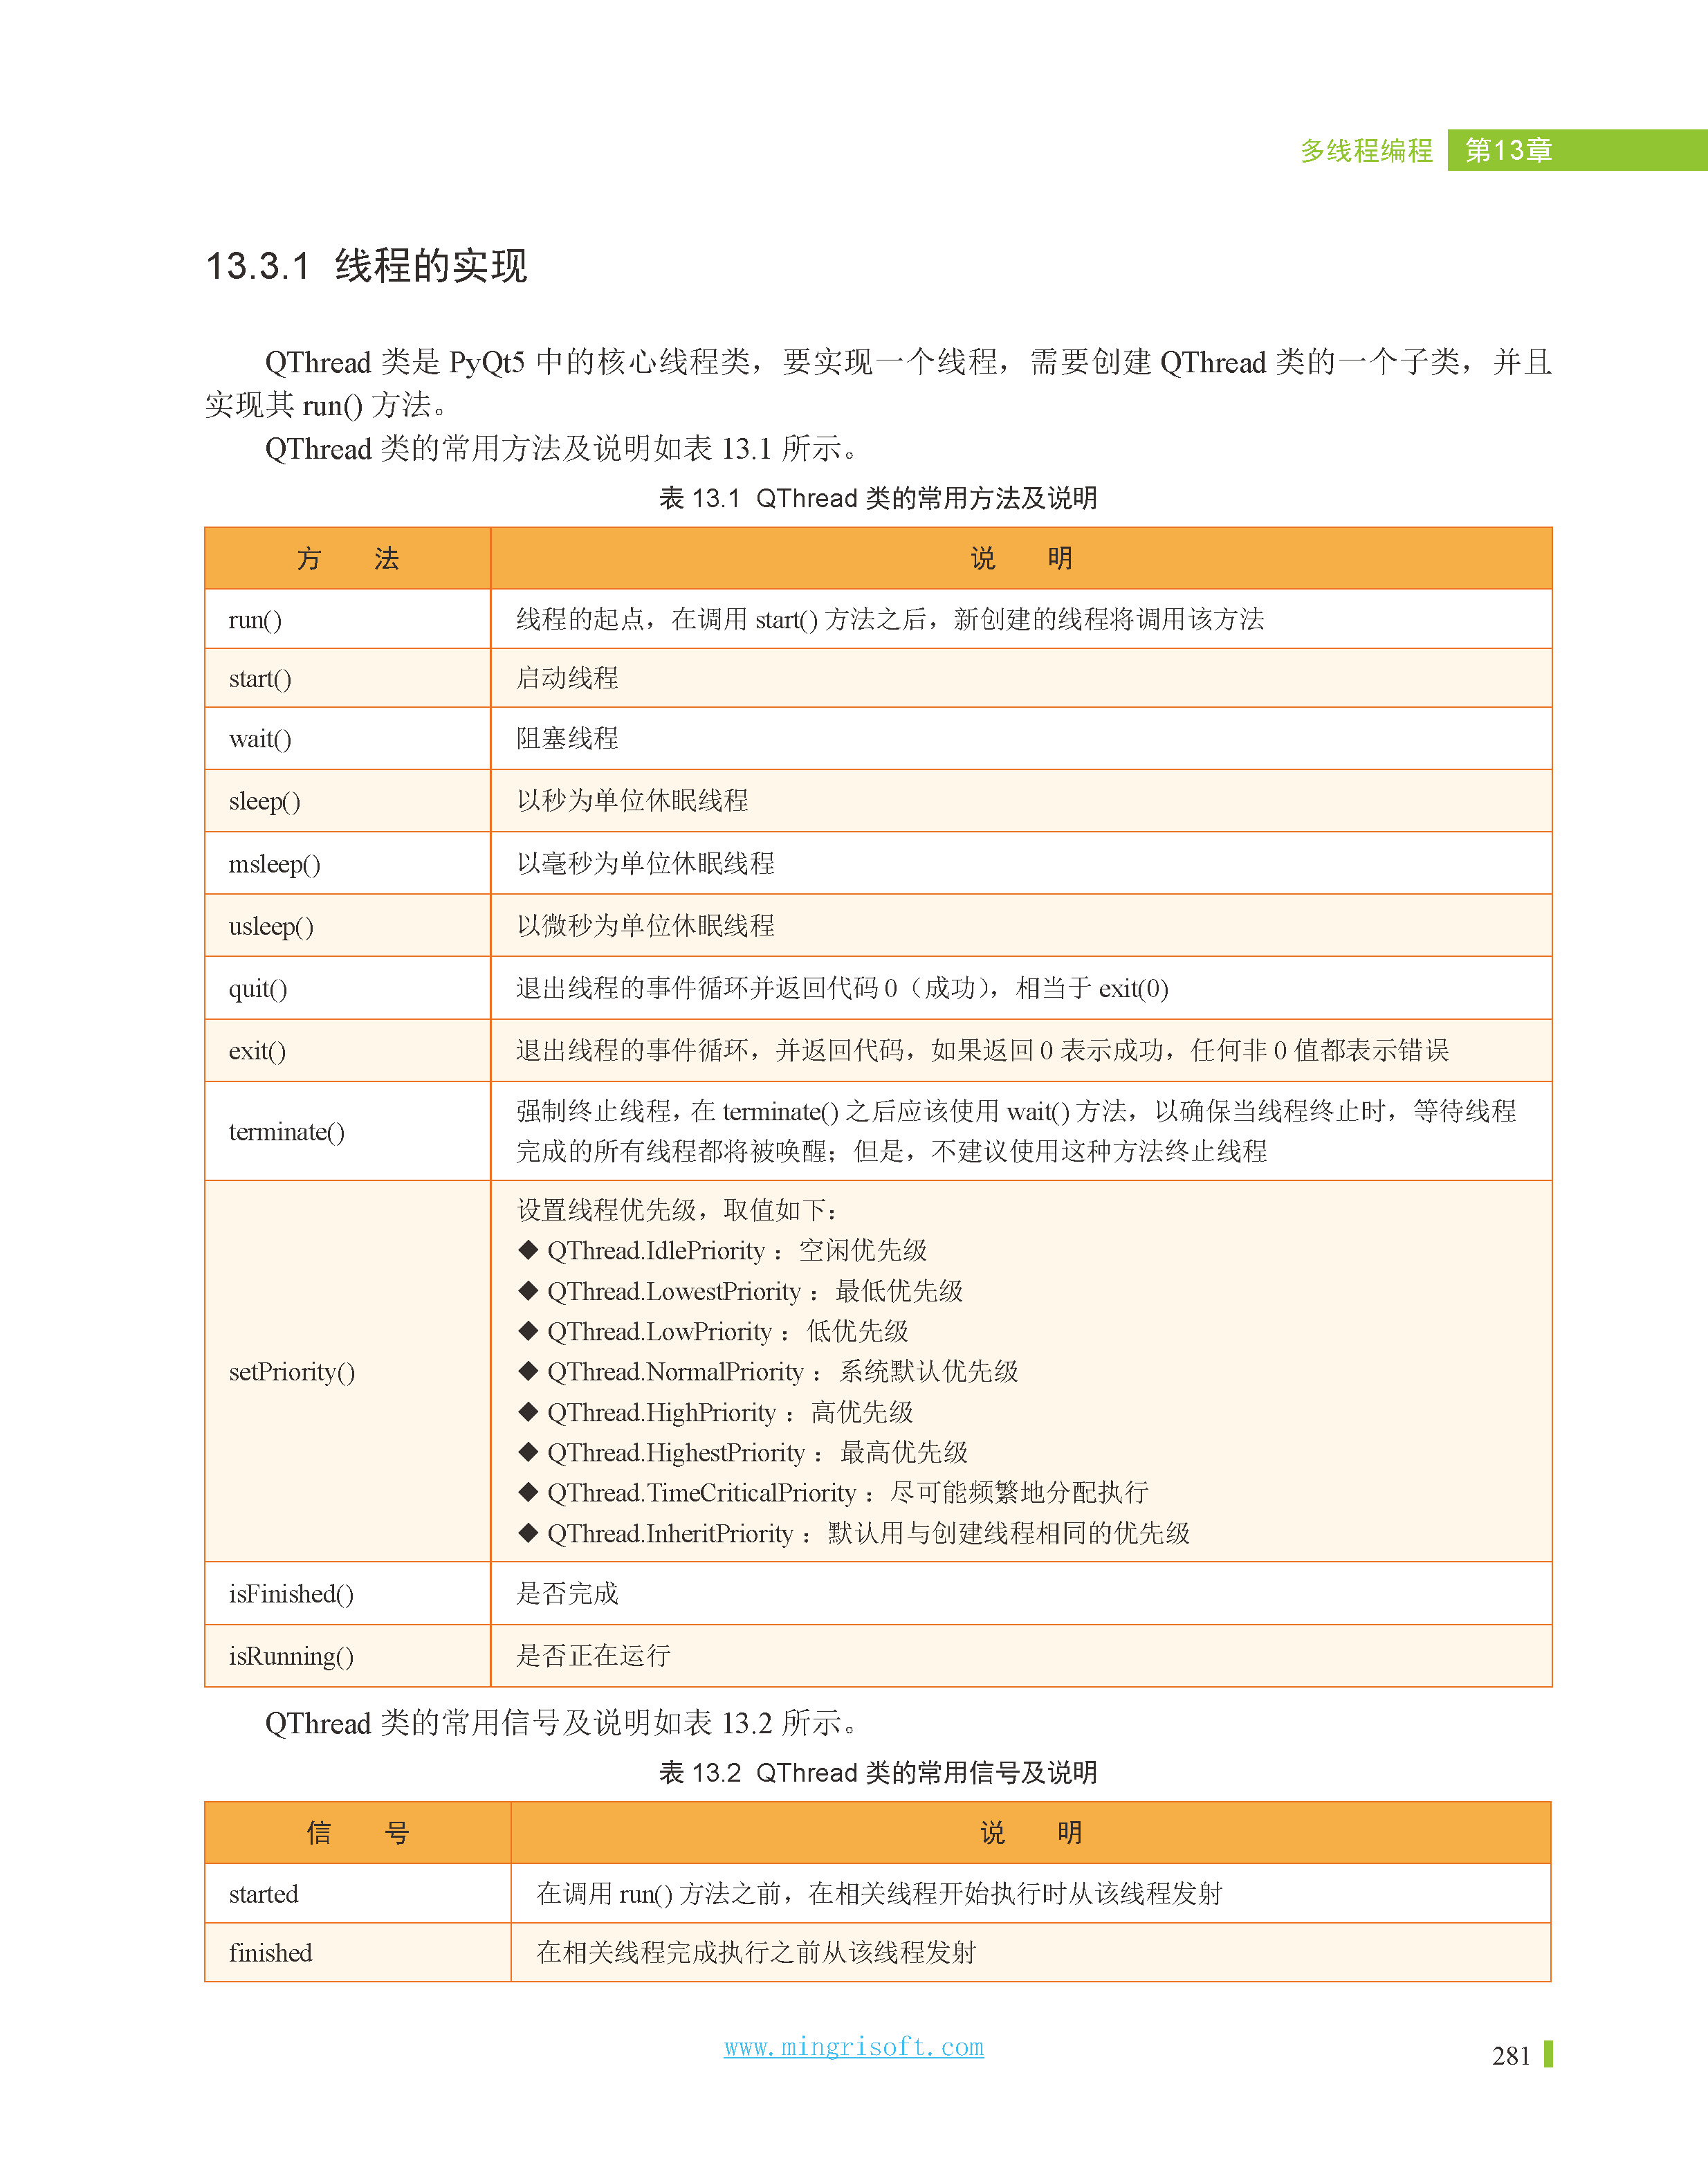 多线程编程 第13章
13.3.1 线程的实现
QThread 类是 PyQt5 中的核心线程类，要实现一个线程，需要创建 QThread 类的一个子类，并且
实现其 run() 方法。
QThread 类的常用方法及说明如表 13.1 所示。
表 13.1 QThread 类的常用方法及说明
方 法 说 明
run() 线程的起点，在调用 start() 方法之后，新创建的线程将调用该方法
start() 启动线程
wait() 阻塞线程
sleep() 以秒为单位休眠线程
msleep() 以毫秒为单位休眠线程
usleep() 以微秒为单位休眠线程
quit() 退出线程的事件循环并返回代码 0（成功），相当于 exit(0)
exit() 退出线程的事件循环，并返回代码，如果返回 0 表示成功，任何非 0 值都表示错误
terminate() 强制终止线程，在 terminate() 之后应该使用 wait() 方法，以确保当线程终止时，等待线程
完成的所有线程都将被唤醒；但是，不建议使用这种方法终止线程
setPriority() 设置线程优先级，取值如下：
◆ QThread.IdlePriority：空闲优先级
◆ QThread.LowestPriority：最低优先级
◆ QThread.LowPriority：低优先级
◆ QThread.NormalPriority：系统默认优先级
◆ QThread.HighPriority：高优先级
◆ QThread.HighestPriority：最高优先级
◆ QThread.TimeCriticalPriority：尽可能频繁地分配执行
◆ QThread.InheritPriority：默认用与创建线程相同的优先级
isFinished() 是否完成
isRunning() 是否正在运行
QThread 类的常用信号及说明如表 13.2 所示。
表 13.2 QThread 类的常用信号及说明
信 号 说 明
started 在调用 run() 方法之前，在相关线程开始执行时从该线程发射
finished 在相关线程完成执行之前从该线程发射
www.mingrisoft.com
281